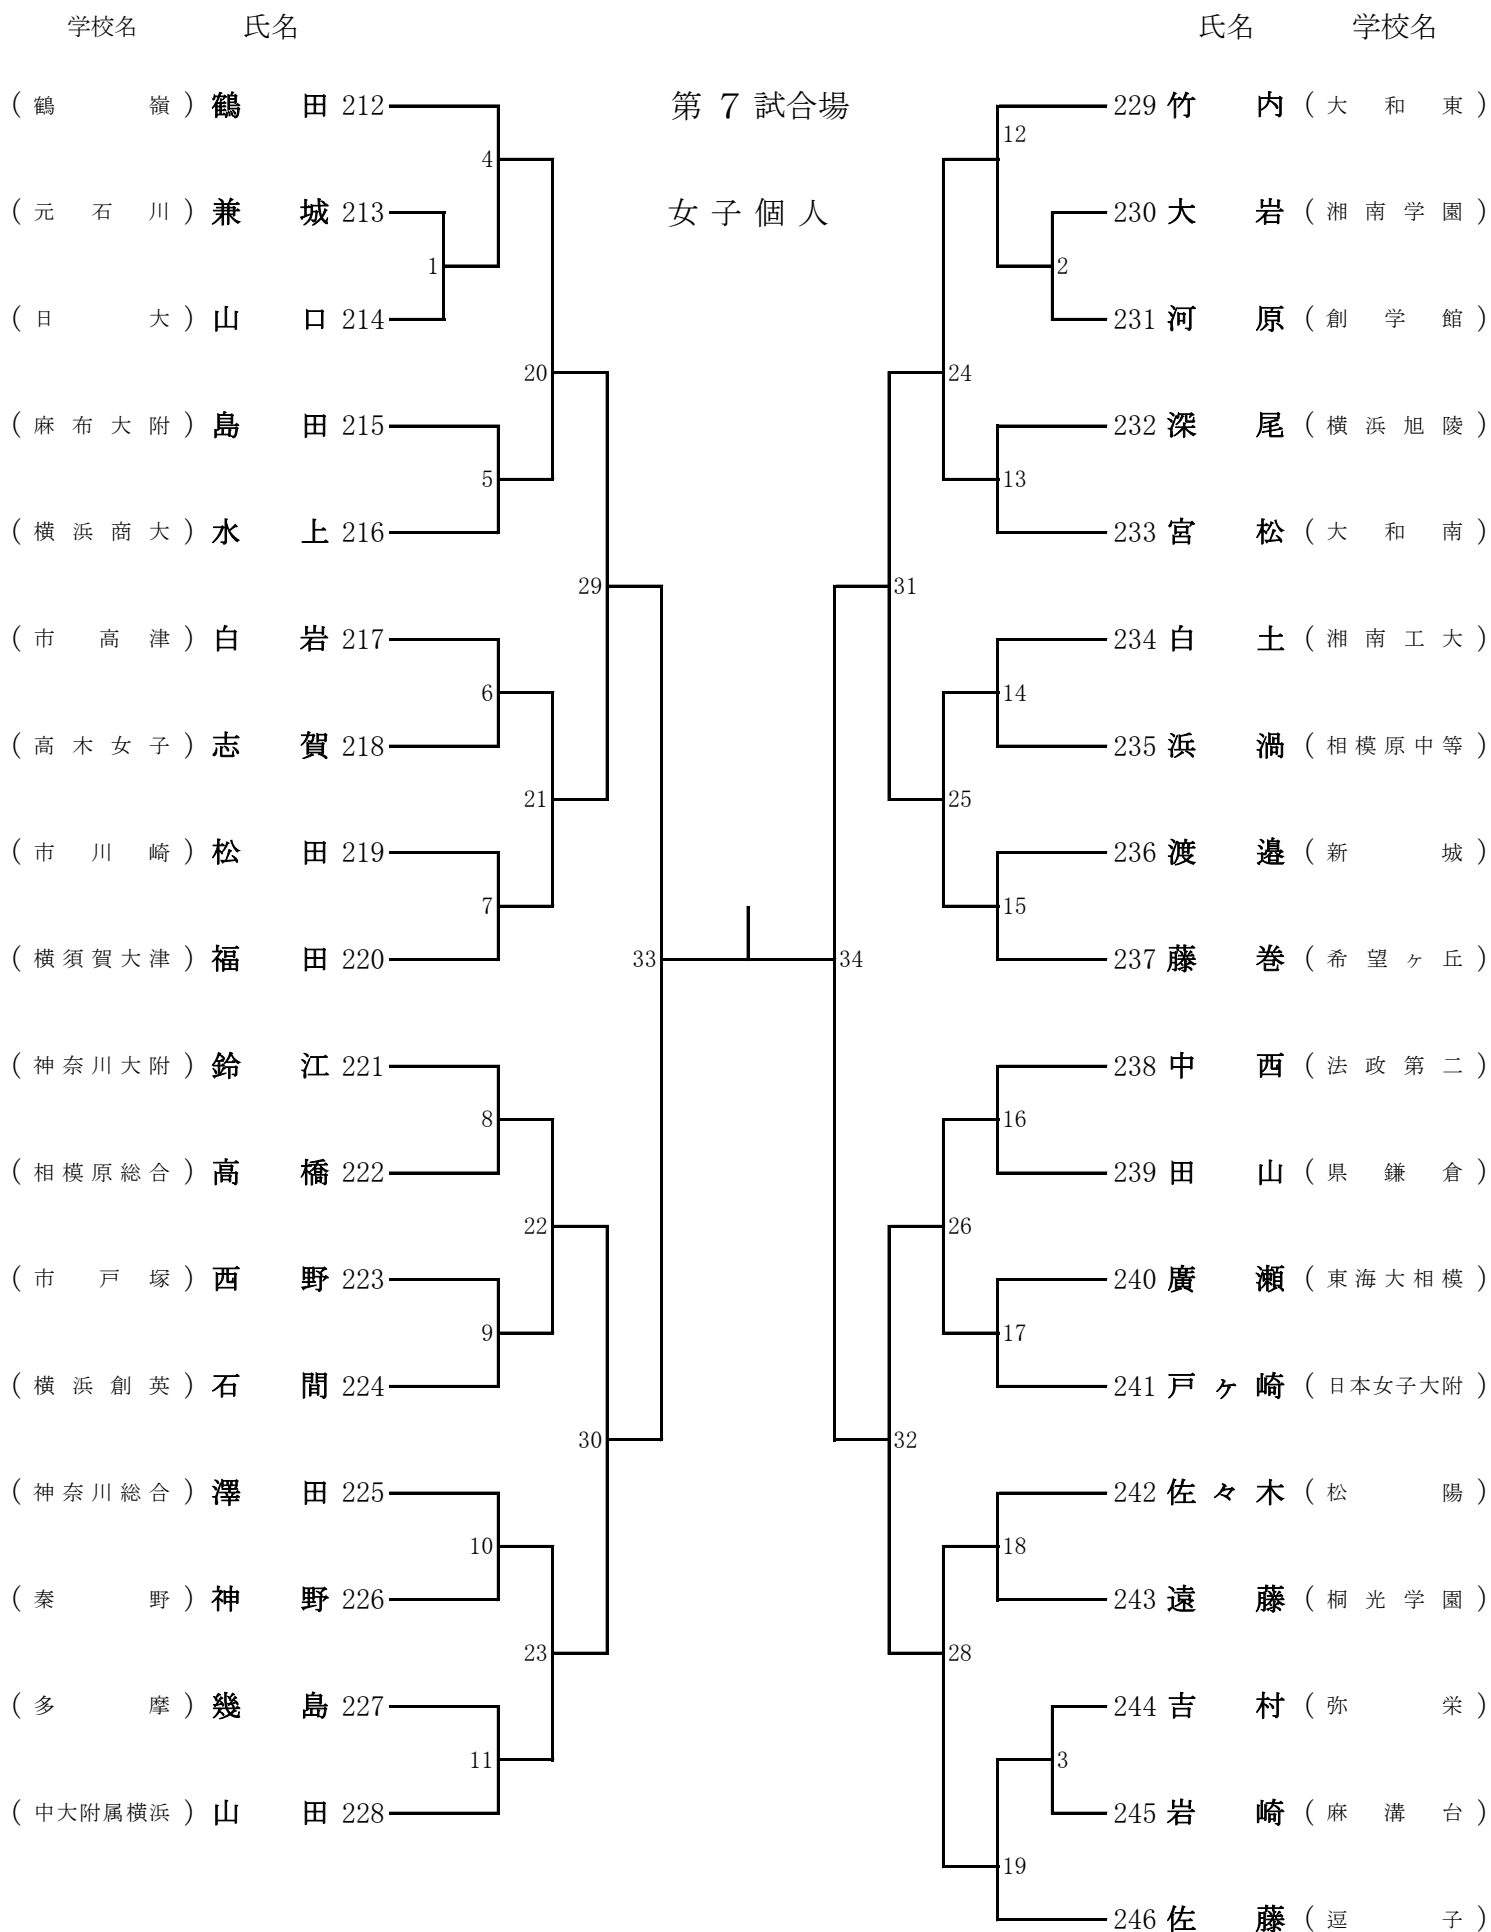 学校名 氏名 氏名 学校名
第 7 試合場
女子個人
(鶴嶺) 鶴田 212
(元石川) 兼城 213
(日大) 山口 214
(麻布大附) 島田 215
(横浜商大) 水上 216
(市高津) 白岩 217
(高木女子) 志賀 218
(市川崎) 松田 219
(横須賀大津) 福田 220
(神奈川大附) 鈴江 221
(相模原総合) 高橋 222
(市戸塚) 西野 223
(横浜創英) 石間 224
(神奈川総合) 澤田 225
(秦野) 神野 226
(多摩) 幾島 227
(中大附属横浜) 山田 228
4
1
20
5
29
6
21
7
33
8
22
9
30
10
23
11
12
2
24
13
31
14
25
15
34
16
26
17
32
18
28
3
19
229 竹内 (大和東)
230 大岩 (湘南学園)
231 河原 (創学館)
232 深尾 (横浜旭陵)
233 宮松 (大和南)
234 白土 (湘南工大)
235 浜渦 (相模原中等)
236 渡邉 (新城)
237 藤巻 (希望ヶ丘)
238 中西 (法政第二)
239 田山 (県鎌倉)
240 廣瀬 (東海大相模)
241 戸ヶ崎 (日本女子大附)
242 佐々木 (松陽)
243 遠藤 (桐光学園)
244 吉村 (弥栄)
245 岩崎 (麻溝台)
246 佐藤 (逗子)